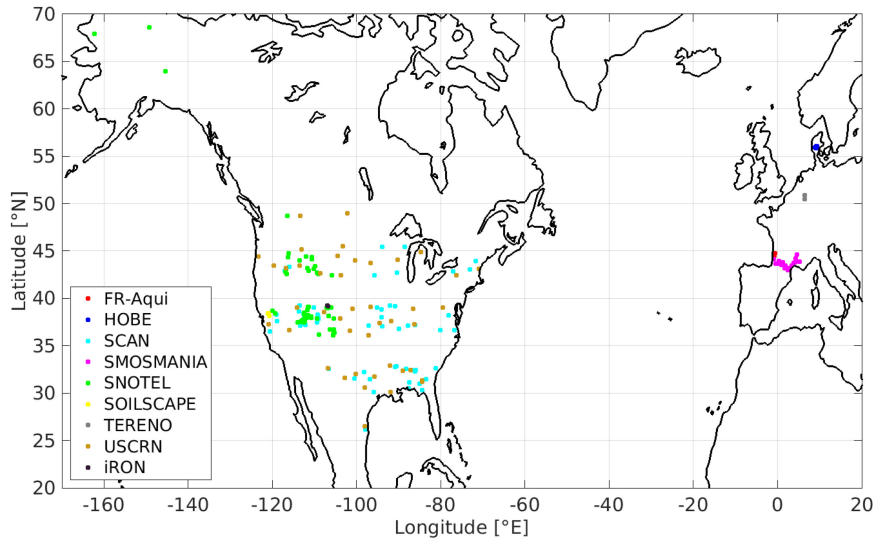 70
65
60
55
50
45
40
35
30
25
20
Latitude [°N]
FR-Aqui
HOBE
SCAN
SMOSMANIA
SNOTEL
SOILSCAPE
TERENO
USCRN
iRON
-160 -140 -120 -100 -80 -60 -40 -20 0 20
Longitude [°E]